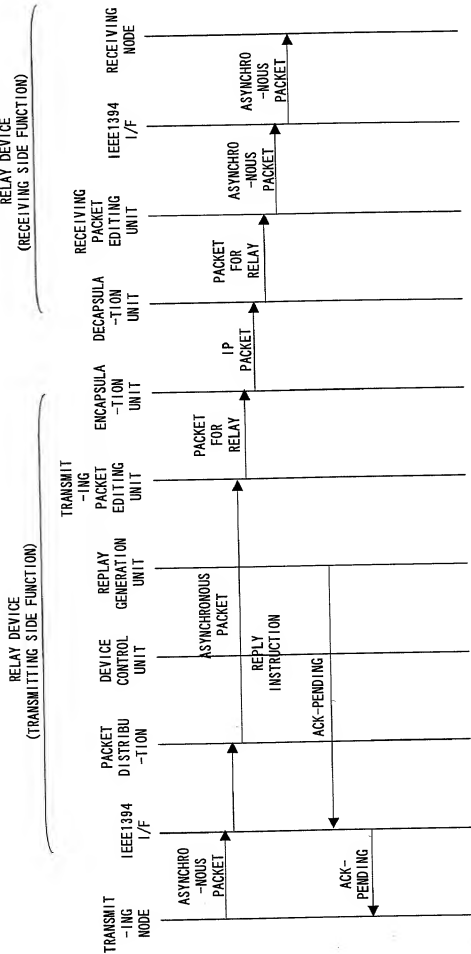 RELAY DEVICE
(TRANSMITTING SIDE FUNCTION)
RELAY DEVICE
(RECEIVING SIDE FUNCTION)
TRANSMIT
-ING
NODE
IEEE1394
I/F
PACKET
DISTRIBU
-TION
DEVICE
CONTROL
UNIT
REPLAY
GENERATION
UNIT
TRANSMIT
-ING
PACKET
EDITING
UNIT
ENCAPSULA
-TION
UNIT
DECAPSULA
-TION
UNIT
RECEIVING
PACKET
EDITING
UNIT
IEEE1394
I/F
RECEIVING
NODE
ASYNCHRO
-NOUS
PACKET
ASYNCHRONOUS
PACKET
PACKET
FOR
RELAY
IP
PACKET
PACKET
FOR
RELAY
ASYNCHRO
-NOUS
PACKET
ASYNCHRO
-NOUS
PACKET
REPLY
INSTRUCTION
ACK-PENDING
ACK-
PENDING